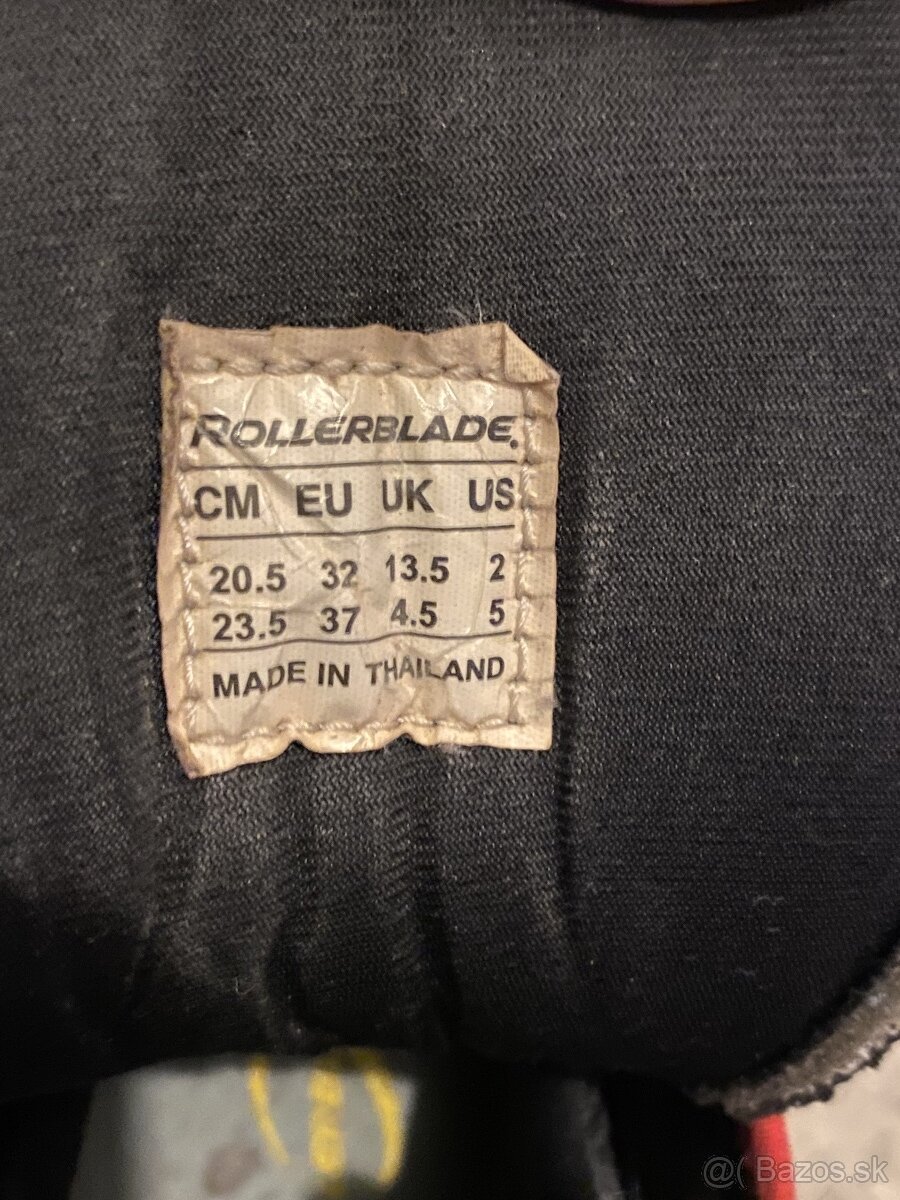 ROLLERBLADE.
CM EU UK US
20.5 32 13.5 2
23.5 37 4.5 5
MADE IN THAILAND
@( Bazos.sk